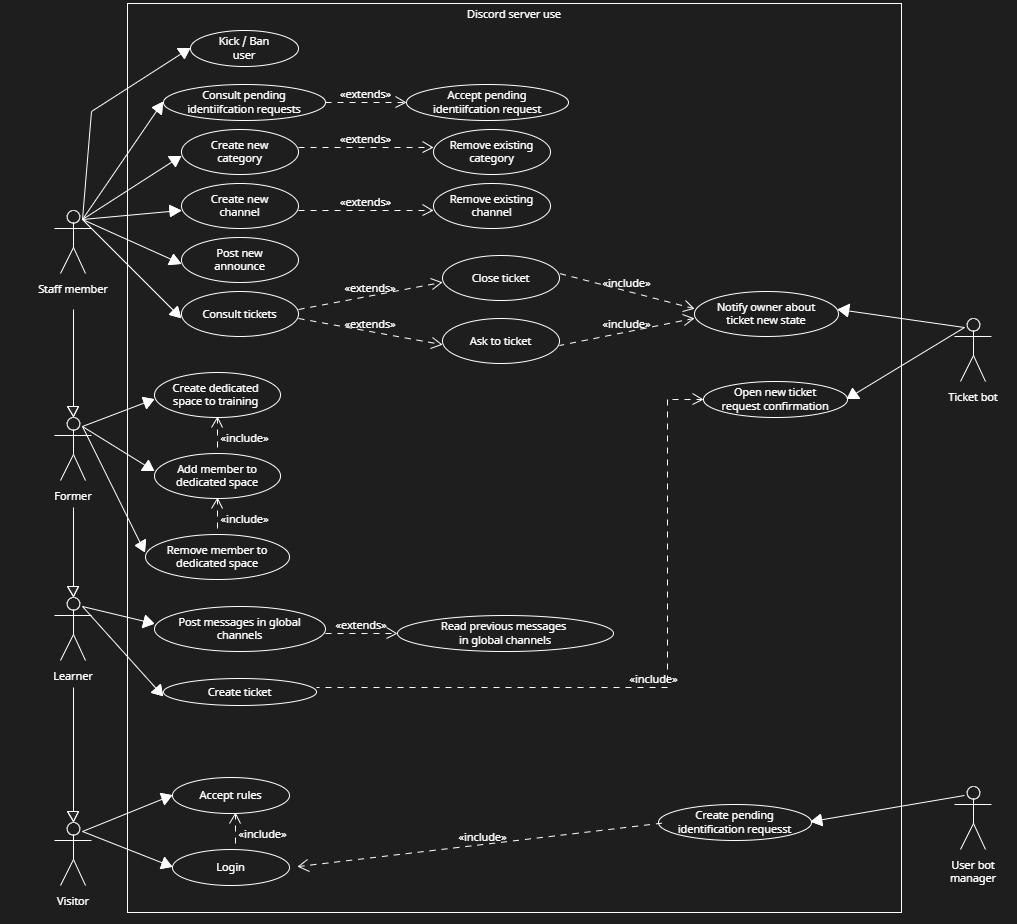 Discord server use
Kick / Ban
user
Consult pending
identiifcation requests
«extends»
Accept pending
identiifcation request
Create new
category
«extends»
Remove existing
category
Create new
channel
«extends»
Remove existing
channel
Staff member
Post new
announce
Consult tickets
«extends»
Close ticket
«include»
«extends»
Ask to ticket
«include»
Notify owner about
ticket new state
Ticket bot
Open new ticket
request confirmation
Create dedicated
space to training
«include»
Add member to
dedicated space
Former
«include»
Remove member to
dedicated space
Post messages in global
channels
«extends»
Read previous messages
in global channels
Learner
Create ticket
«include»
Accept rules
«include»
Login
«include»
Create pending
identification requesst
User bot
manager
Visitor